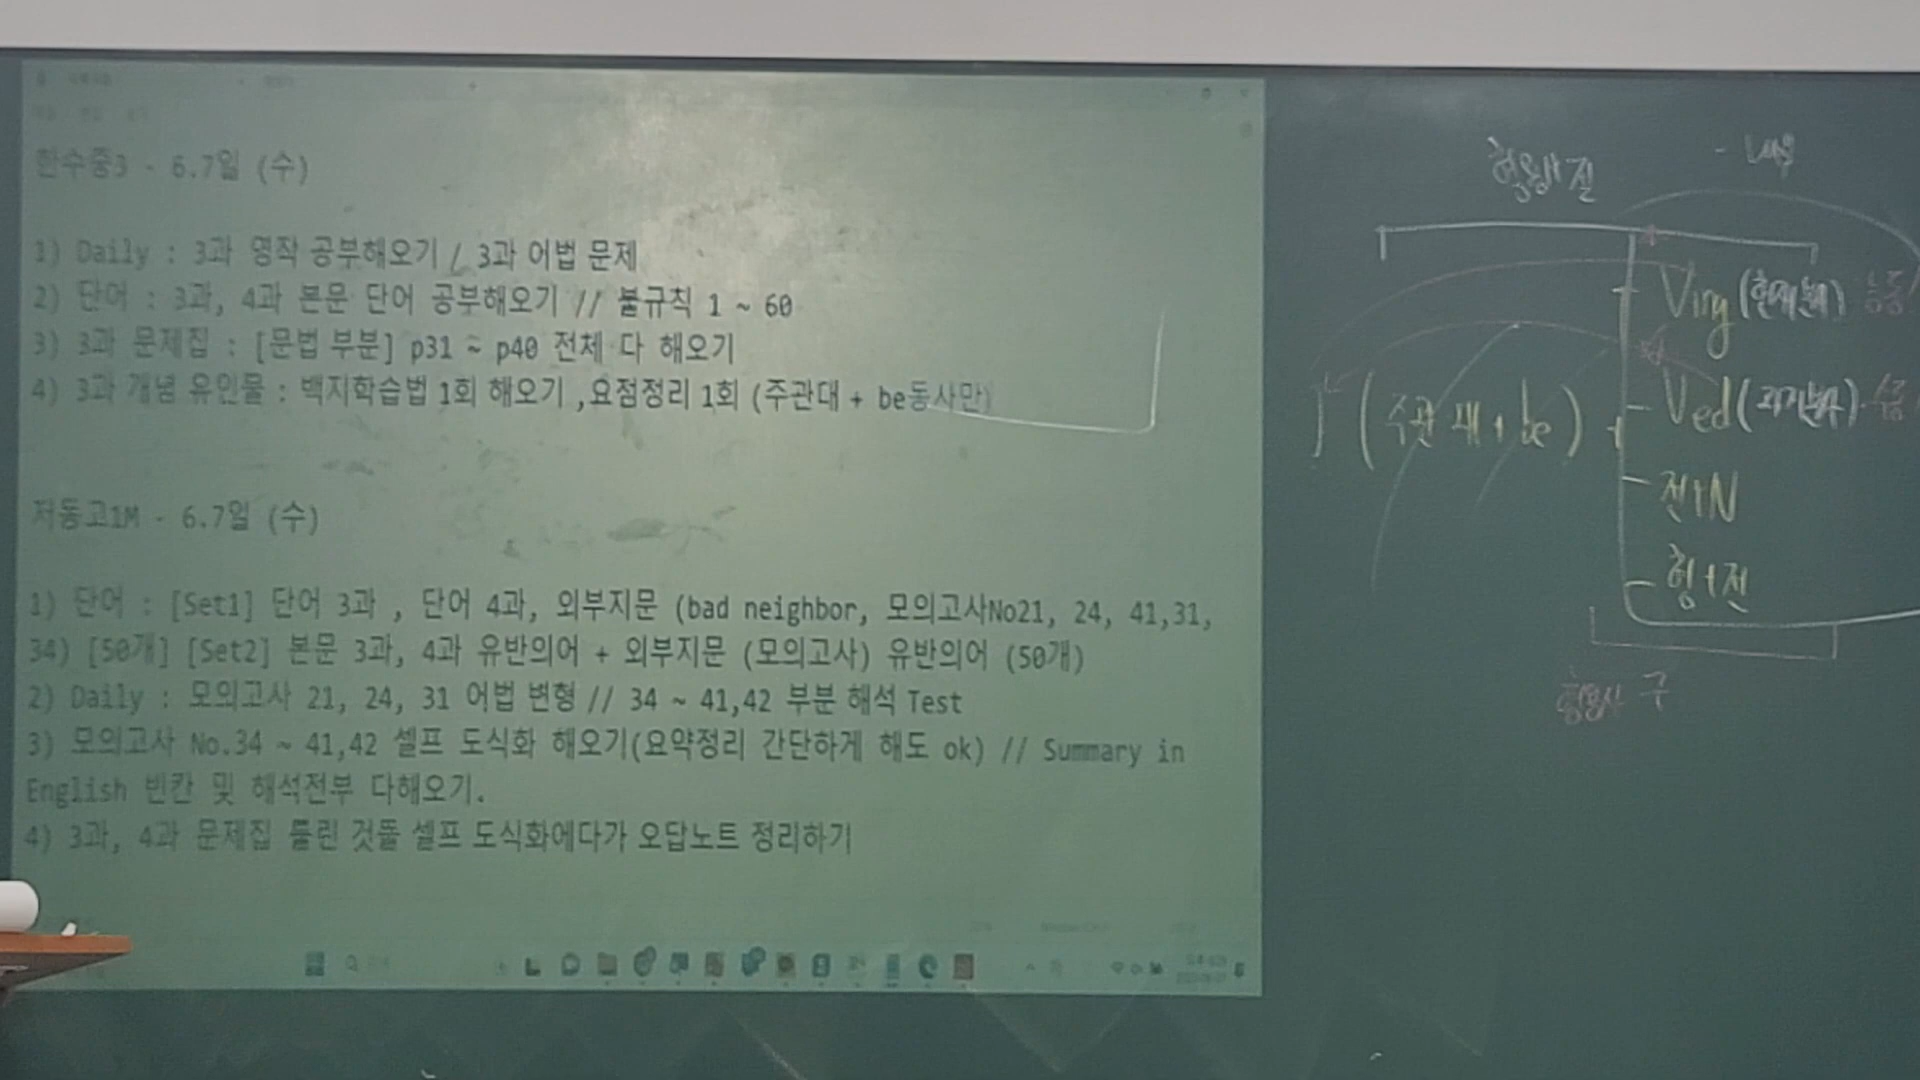 한수중3 - 6.7일 (수)
1) Daily : 3과 영작 공부해오기 / 3과 어법 문제
2) 단어 : 3과, 4과 본문 단어 공부해오기 // 불규칙 1 ~ 60
3) 3과 문제집 : [문법 부분] p31 ~ p40 전체 다 해오기
4) 3과 개념 유인물 : 백지학습법 1회 해오기 ,요점정리 1회 (주관대 + be동사만)
저동고1M - 6.7일 (수)
1) 단어 : [Set1] 단어 3과 , 단어 4과, 외부지문 (bad neighbor, 모의고사No21, 24, 41,31,
34) [50개] [Set2] 본문 3과, 4과 유반의어 + 외부지문 (모의고사) 유반의어 (50개)
2) Daily : 모의고사 21, 24, 31 어법 변형 // 34 ~ 41,42 부분 해석 Test
3) 모의고사 No.34 ~ 41,42 셀프 도식화 해오기(요약정리 간단하게 해도 ok) // Summary in
English 빈칸 및 해석전부 다해오기.
4) 3과, 4과 문제집 틀린 것뜰 셀프 도식화에다가 오답노트 정리하기
형용사 절
Ving (현재분사) 능동
(주관대 + be) +
Ved (과거분사)
전+N
형+전
형용사 구